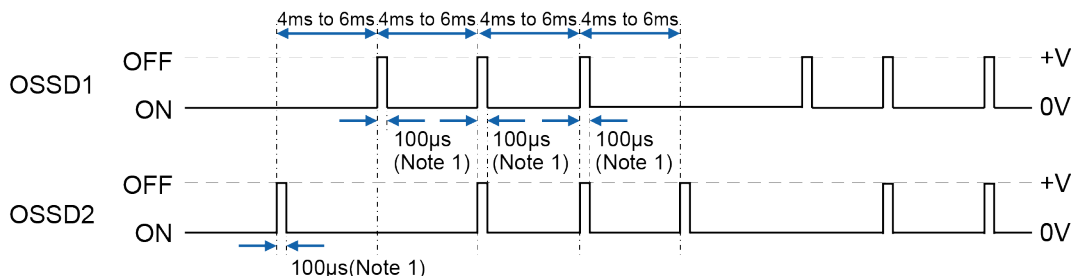 4ms to 6ms 4ms to 6ms 4ms to 6ms 4ms to 6ms
OSSD1
OFF
+V
ON
0V
100µs
(Note 1)
100µs
(Note 1)
100µs
(Note 1)
OSSD2
OFF
+V
ON
0V
100µs(Note 1)